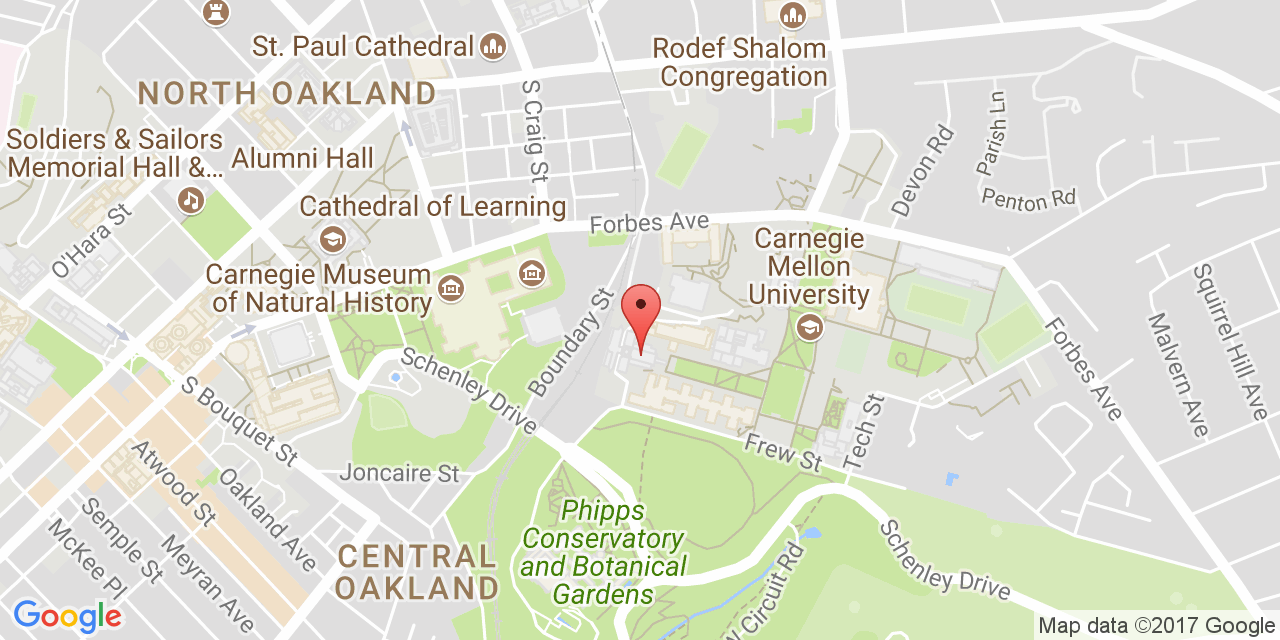 St. Paul Cathedral
Rodef Shalom
Congregation
NORTH OAKLAND
S Craig St
Soldiers & Sailors
Memorial Hall &...
Alumni Hall
Parish Ln
Devon Rd
Penton Rd
Cathedral of Learning
Forbes Ave
O'Hara St
Carnegie
Mellon
University
Carnegie Museum
of Natural History
Boundary St
Squirrel Hill Ave
Malvern Ave
Forbes Ave
Schenley Drive
S Bouquet St
Tech St
Frew St
Joncaire St
Atwood St
Oakland Ave
Semple St
McKee Pl
Meyran Ave
CENTRAL
OAKLAND
Phipps
Conservatory
and Botanical
Gardens
W Circuit Rd
Schenley Drive
Google
Map data ©2017 Google